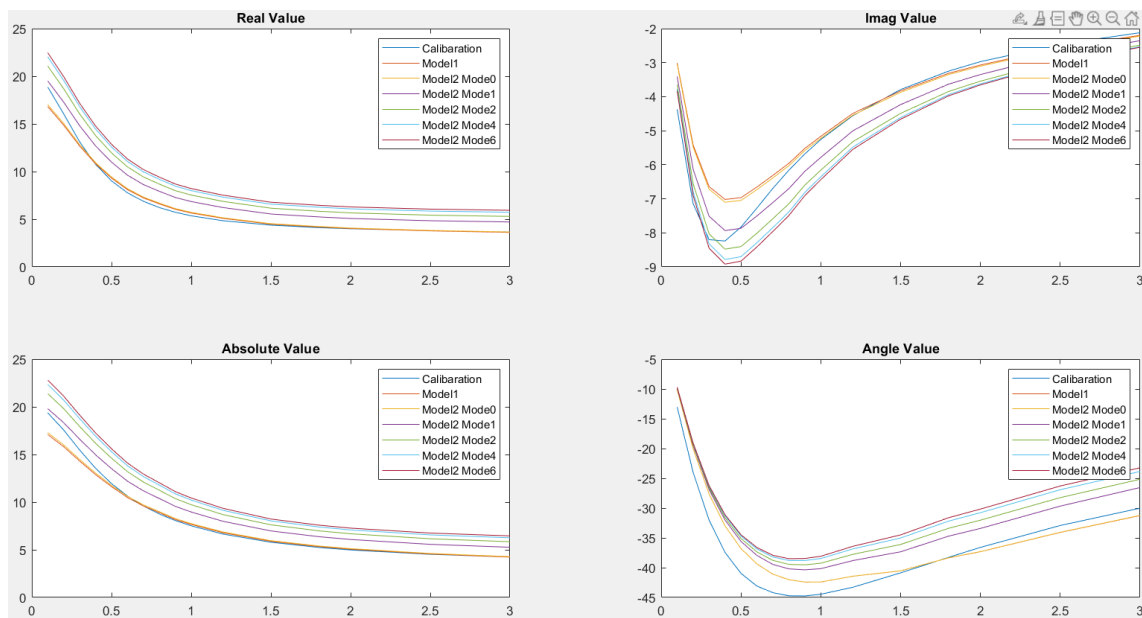 Real Value
25
20
15
10
5
0
0
0.5
1
1.5
2
2.5
3
Calibaration
Model1
Model2 Mode0
Model2 Mode1
Model2 Mode2
Model2 Mode4
Model2 Mode6
Imag Value
-2
-3
-4
-5
-6
-7
-8
-9
0
0.5
1
1.5
2
2.5
3
Calibaration
Model1
Model2 Mode0
Model2 Mode1
Model2 Mode2
Model2 Mode4
Model2 Mode6
Absolute Value
25
20
15
10
5
0
0
0.5
1
1.5
2
2.5
3
Calibaration
Model1
Model2 Mode0
Model2 Mode1
Model2 Mode2
Model2 Mode4
Model2 Mode6
Angle Value
-5
-10
-15
-20
-25
-30
-35
-40
-45
0
0.5
1
1.5
2
2.5
3
Calibaration
Model1
Model2 Mode0
Model2 Mode1
Model2 Mode2
Model2 Mode4
Model2 Mode6